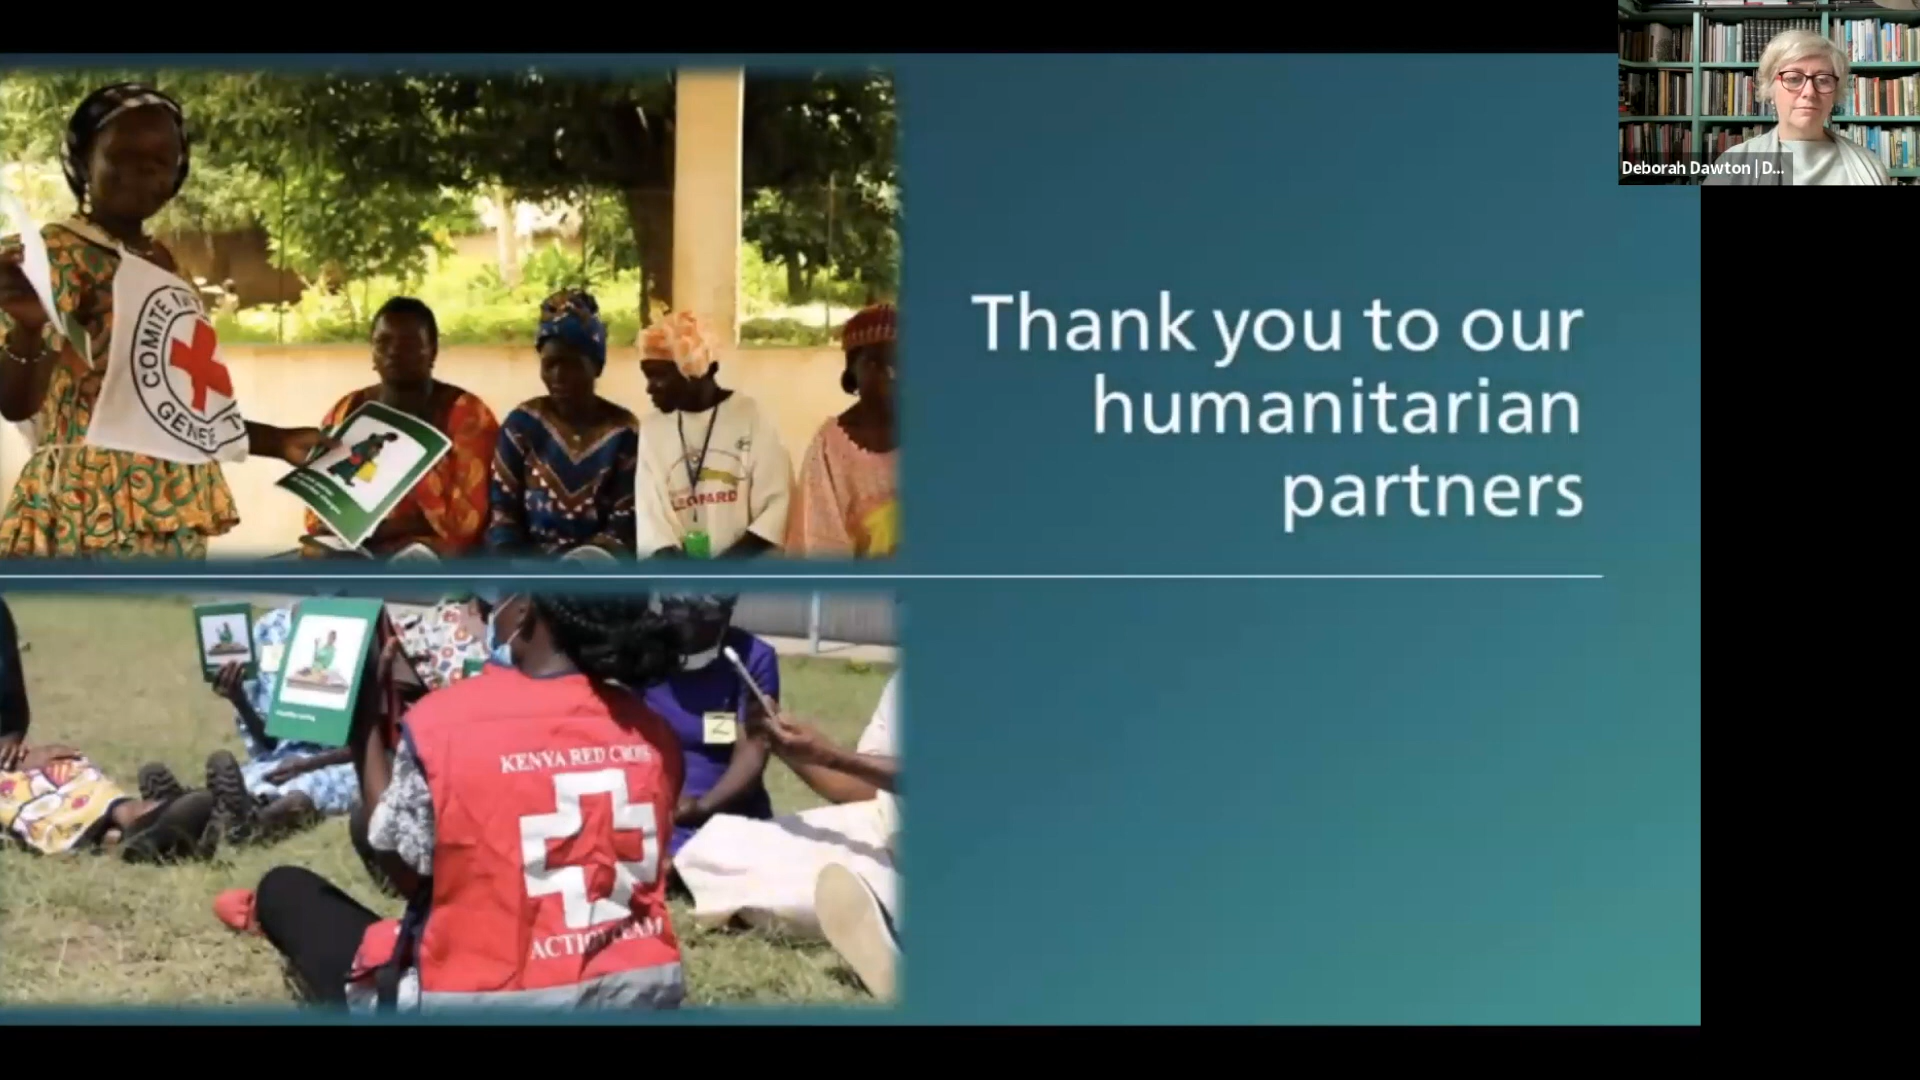 Deborah Dawton | D...
Thank you to our
humanitarian
partners
COMITE
GENE
LEOPARD
KENYA RED CROSS
ACTION TEAM